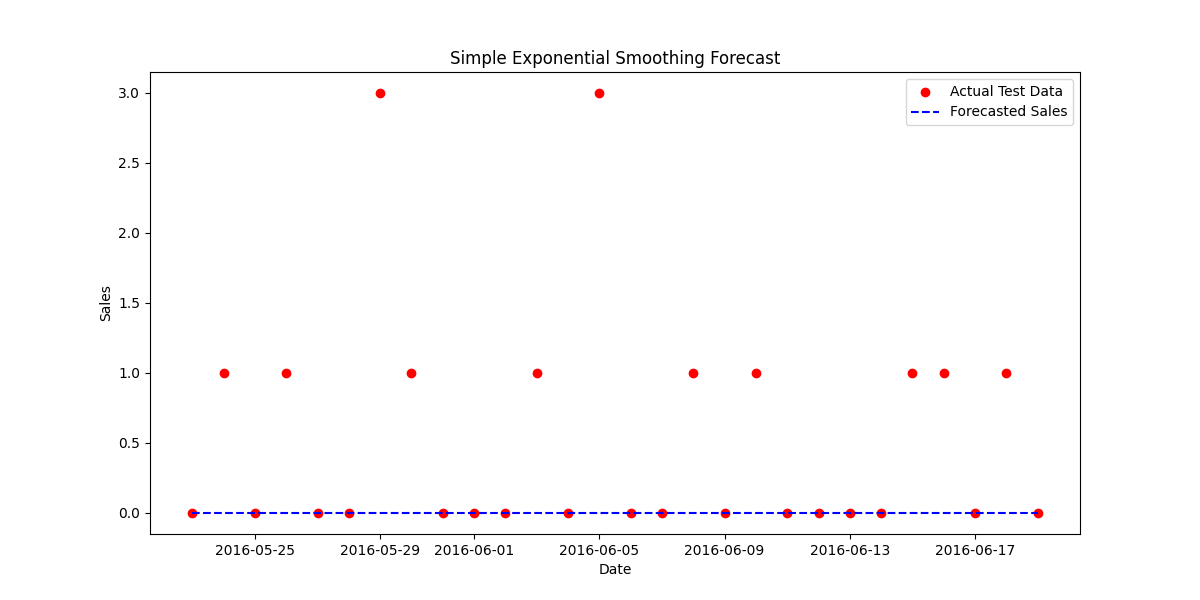 Simple Exponential Smoothing Forecast
Actual Test Data
Forecasted Sales
3.0
2.5
2.0
1.5
1.0
0.5
0.0
Sales
2016-05-25 2016-05-29 2016-06-01 2016-06-05 2016-06-09 2016-06-13 2016-06-17
Date